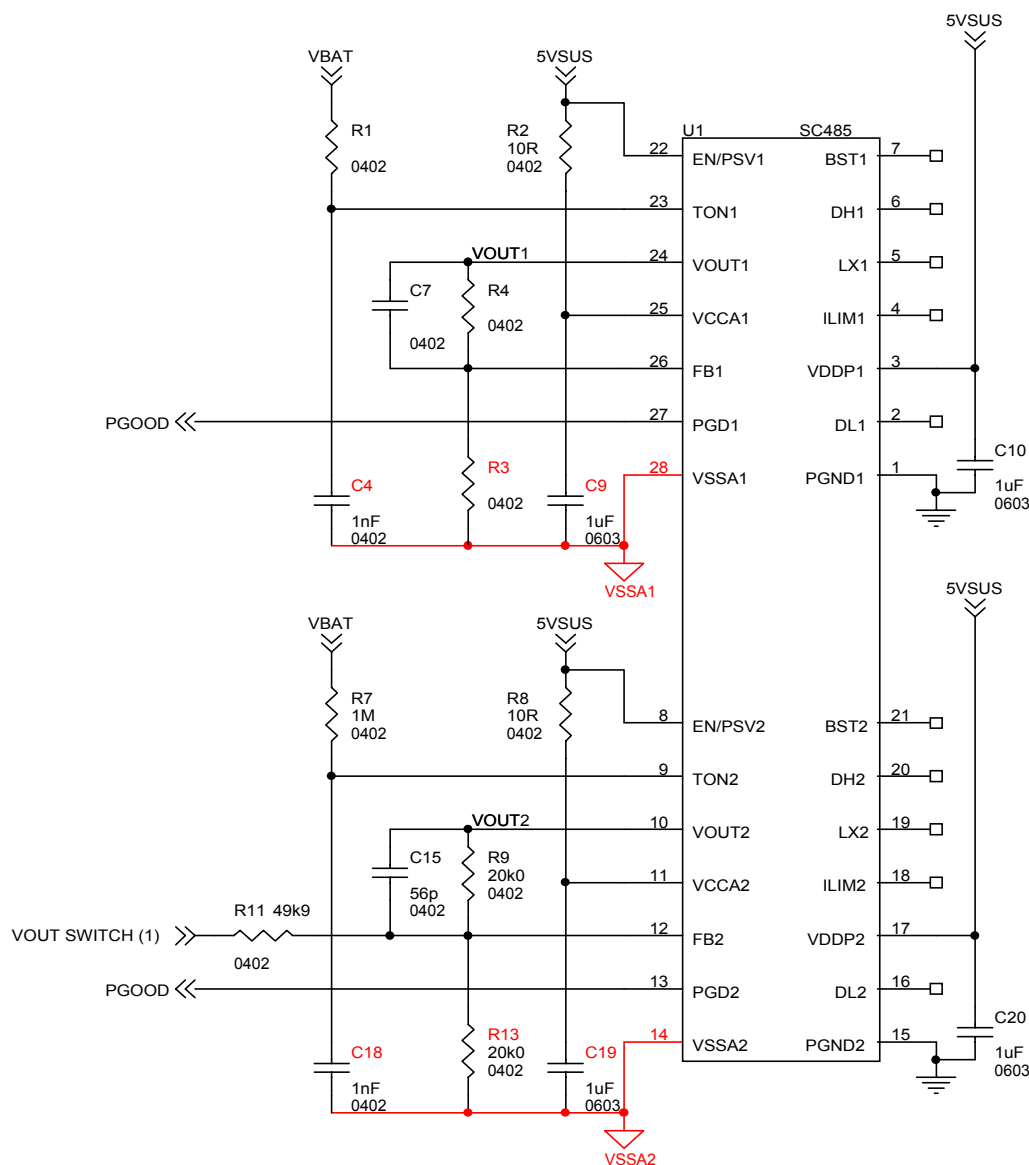 5VSUS
VBAT
5VSUS
R1
0402
R2
10R
0402
U1
SC485
22
EN/PSV1
BST1
7
23
TON1
DH1
6
VOUT1
24
VOUT1
LX1
5
C7
0402
R4
0402
25
VCCA1
ILIM1
4
26
FB1
VDDP1
3
PGOOD
27
PGD1
DL1
2
28
VSSA1
PGND1
1
C10
1uF
0603
C4
1nF
0402
R3
0402
C9
1uF
0603
VSSA1
5VSUS
VBAT
5VSUS
R7
1M
0402
R8
10R
0402
8
EN/PSV2
BST2
21
9
TON2
DH2
20
VOUT2
10
VOUT2
LX2
19
C15
56p
0402
R9
20k0
0402
11
VCCA2
ILIM2
18
R11 49k9
VOUT SWITCH (1)
0402
12
FB2
VDDP2
17
PGOOD
13
PGD2
DL2
16
14
VSSA2
PGND2
15
C20
1uF
0603
C18
1nF
0402
R13
20k0
0402
C19
1uF
0603
VSSA2